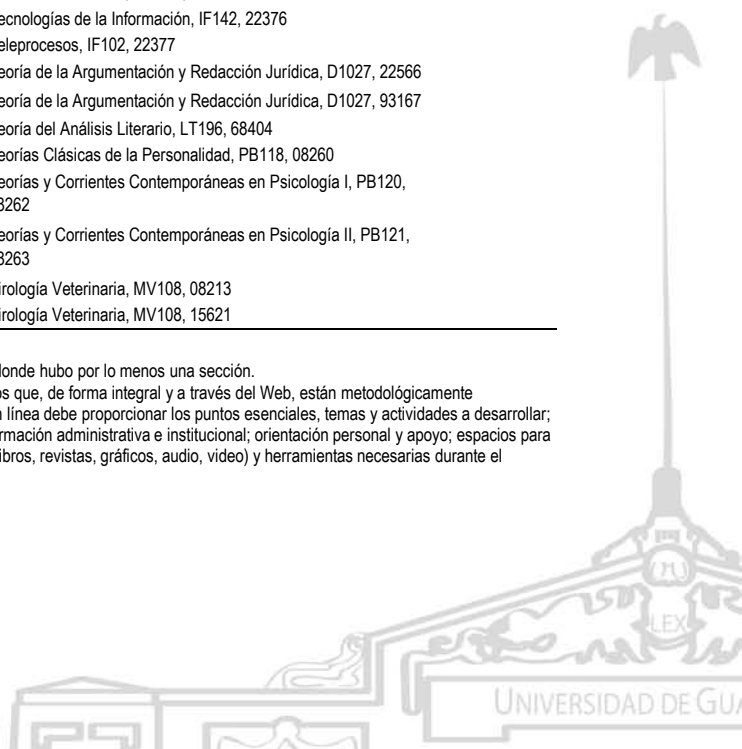 ecnologías de la Información, IF142, 22376
eleprocesos, IF102, 22377
eoría de la Argumentación y Redacción Jurídica, D1027, 22566
eoría de la Argumentación y Redacción Jurídica, D1027, 93167
eoría del Análisis Literario, LT196, 68404
eorías Clásicas de la Personalidad, PB118, 08260
eorías y Corrientes Contemporáneas en Psicología I, PB120,
3262
eorías y Corrientes Contemporáneas en Psicología II, PB121,
3263
irología Veterinaria, MV108, 08213
irología Veterinaria, MV108, 15621
donde hubo por lo menos una sección.
os que, de forma integral y a través del Web, están metodológicamente
n línea debe proporcionar los puntos esenciales, temas y actividades a desarrollar;
rmación administrativa e institucional; orientación personal y apoyo; espacios para
ibros, revistas, gráficos, audio, video) y herramientas necesarias durante el
LEX
UNIVERSIDAD DE GUA